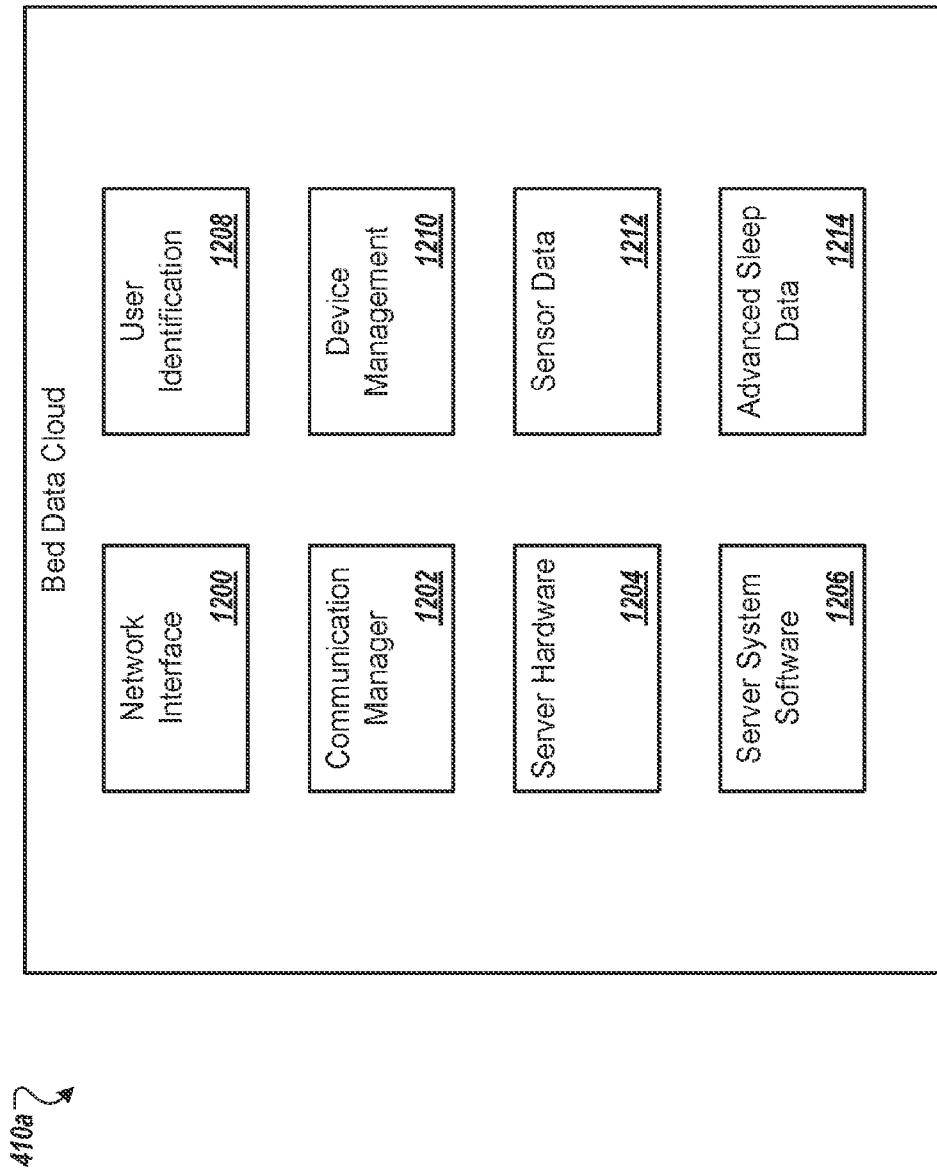 410a
Bed Data Cloud
Network
Interface
1200
User
Identification
1208
Communication
Manager
1202
Device
Management
1210
Server Hardware
1204
Sensor Data
1212
Server System
Software
1206
Advanced Sleep
Data
1214